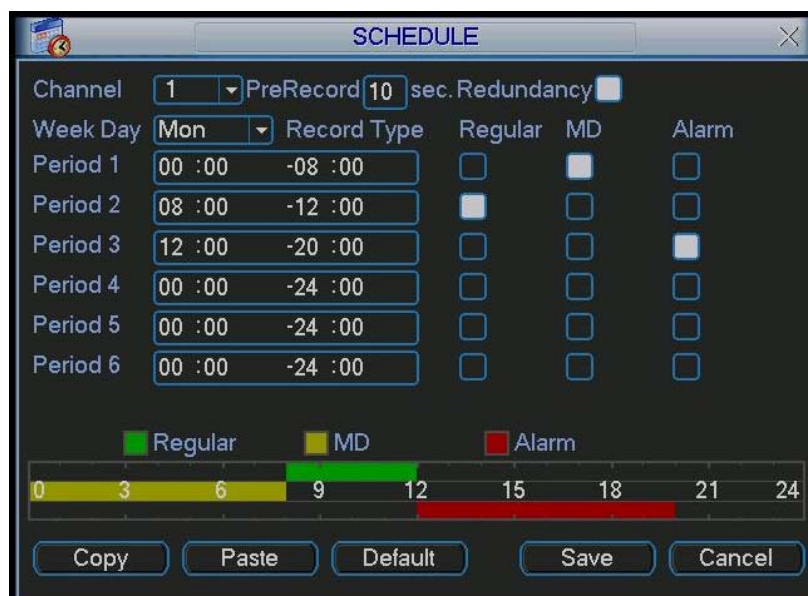 SCHEDULE
Channel 1 PreRecord 10 sec. Redundancy
Week Day Mon Record Type Regular MD Alarm
Period 1 00 :00 -08 :00
Period 2 08 :00 -12 :00
Period 3 12 :00 -20 :00
Period 4 00 :00 -24 :00
Period 5 00 :00 -24 :00
Period 6 00 :00 -24 :00
Regular MD Alarm
0 3 6 9 12 15 18 21 24
Copy Paste Default Save Cancel